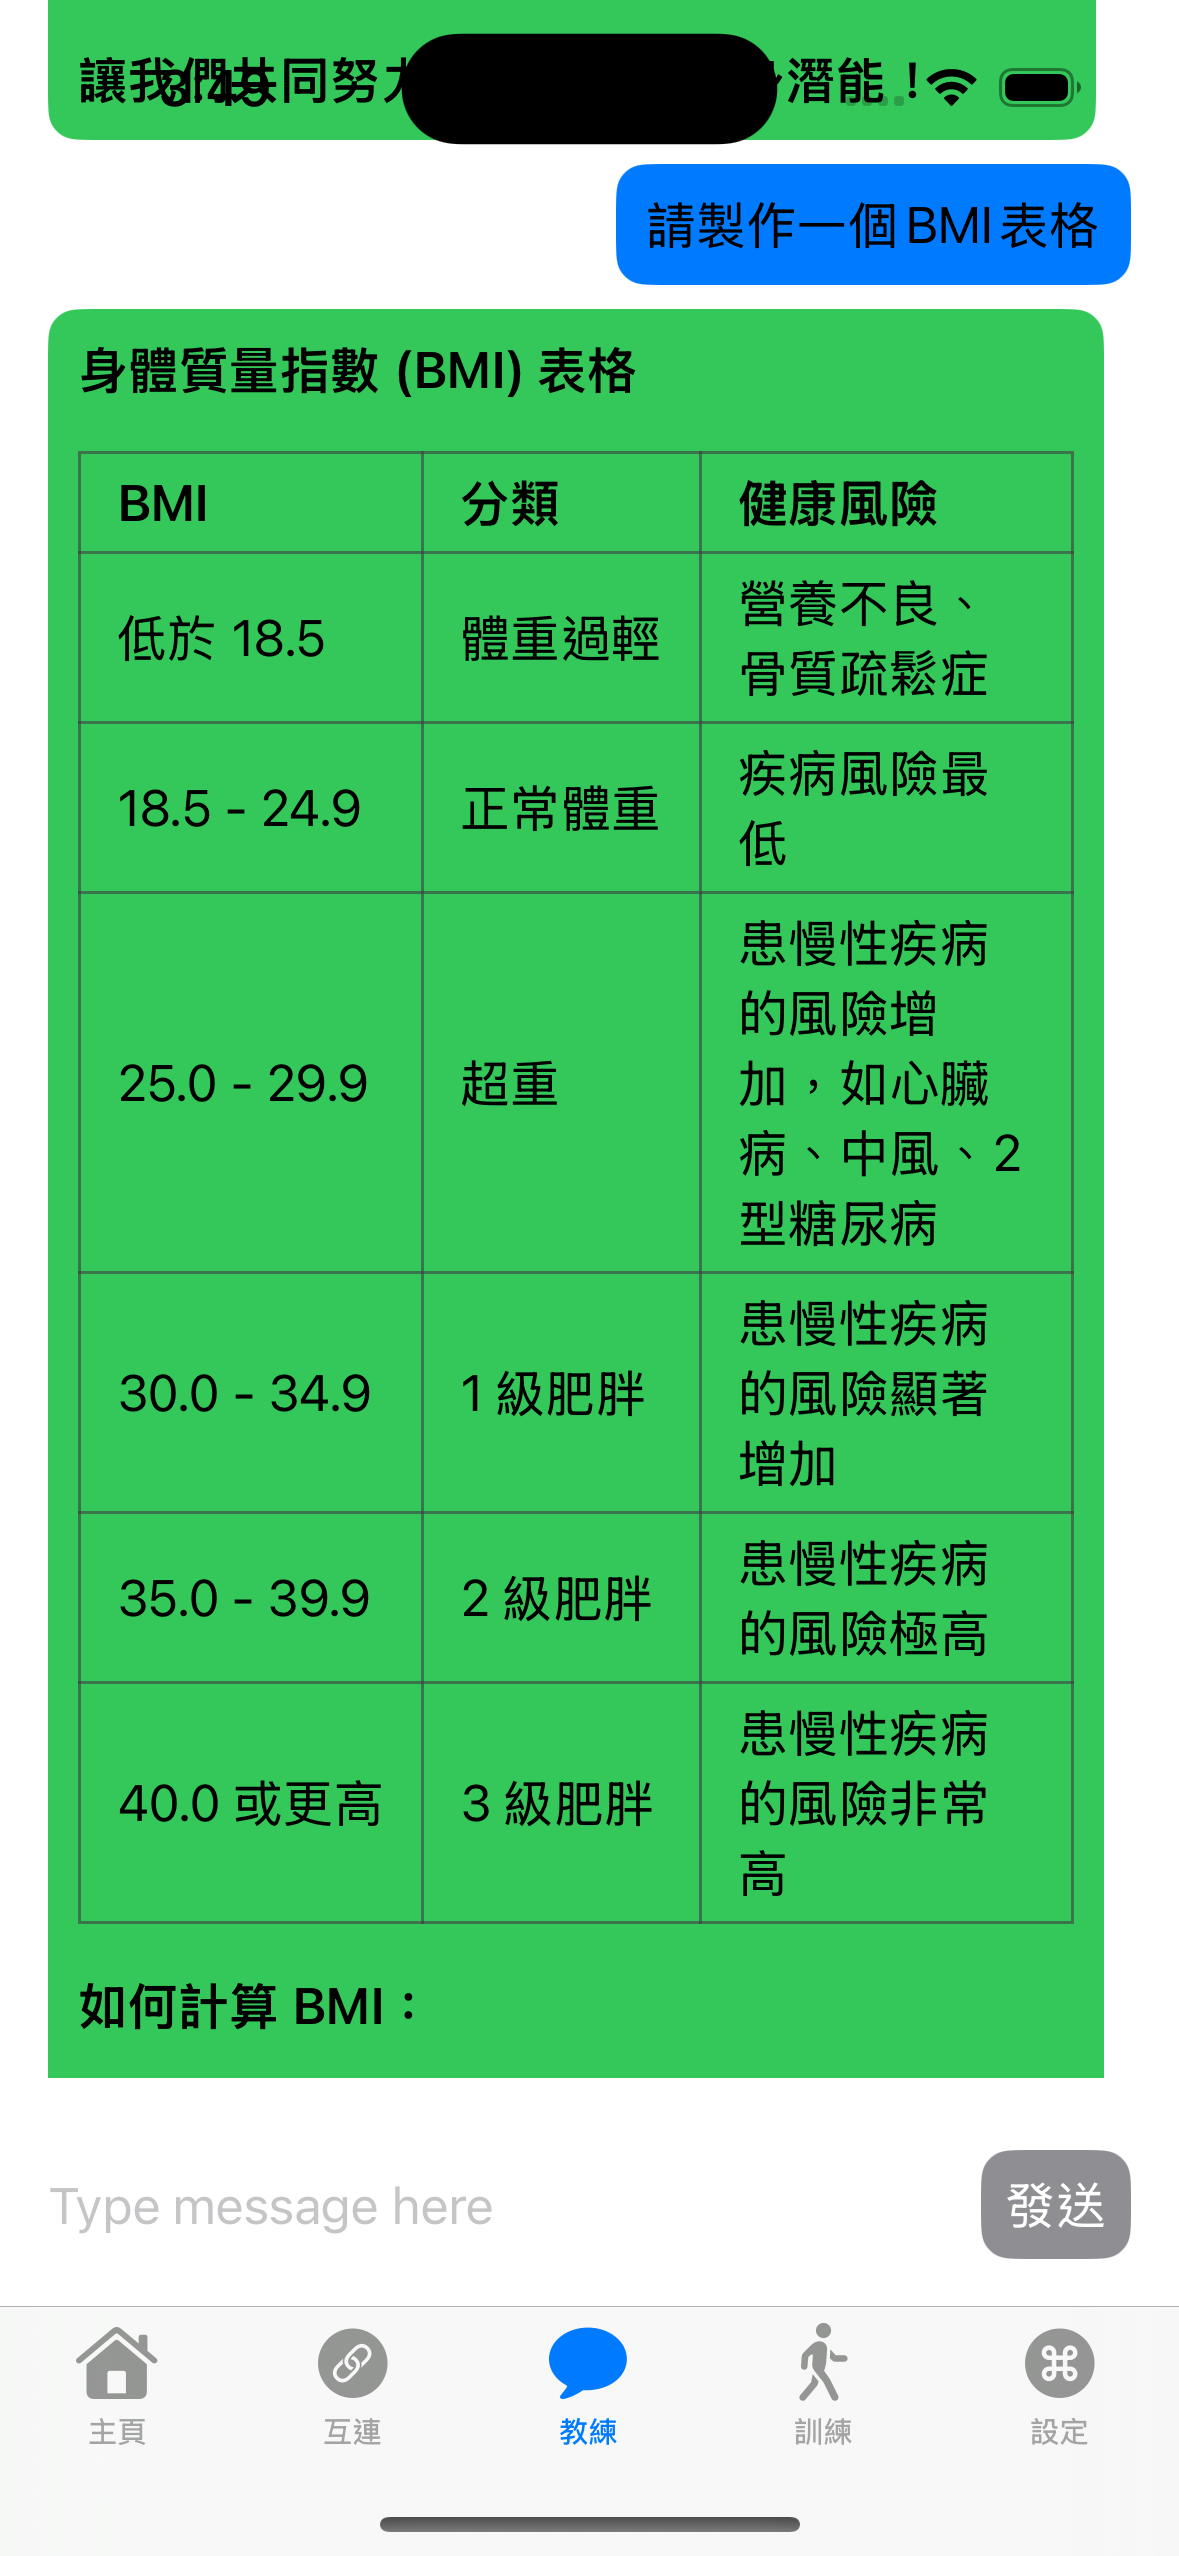 讓我們共同努
潛能！
請製作一個BMI表格
身體質量指數 (BMI) 表格
BMI 分類 健康風險
低於 18.5 體重過輕 營養不良、
骨質疏鬆症
18.5 - 24.9 正常體重 疾病風險最
低
25.0 - 29.9 超重 患慢性疾病
的風險增
加，如心臟
病、中風、2
型糖尿病
30.0 - 34.9 1 級肥胖 患慢性疾病
的風險顯著
增加
35.0 - 39.9 2 級肥胖 患慢性疾病
的風險極高
40.0 或更高 3 級肥胖 患慢性疾病
的風險非常
高
如何計算 BMI：
Type message here
發送
主頁 互連 教練 訓練 設定